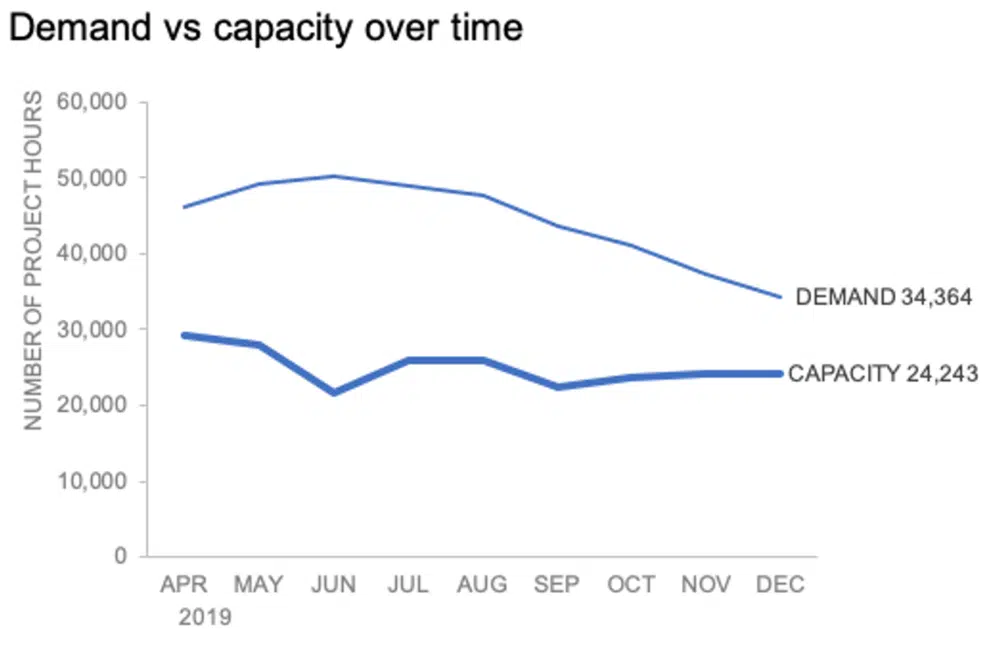 Demand vs capacity over time
NUMBER OF PROJECT HOURS
60,000
50,000
40,000
30,000
20,000
10,000
0
DEMAND 34,364
CAPACITY 24,243
APR MAY JUN JUL AUG SEP OCT NOV DEC
2019